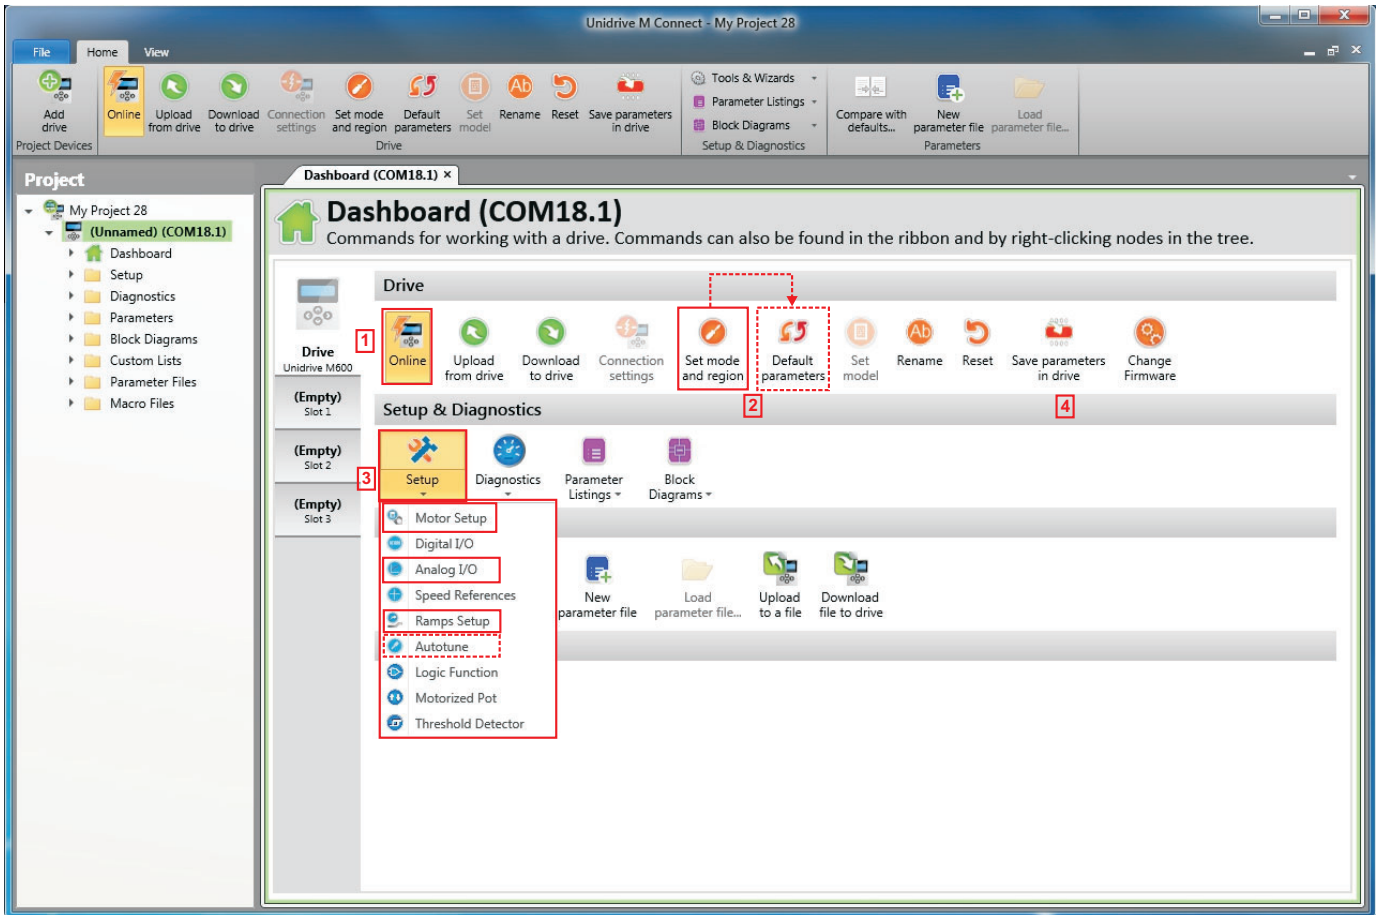 Unidrive M Connect - My Project 28
File
Home
View
Add
drive
Online
Upload
from drive
Download
to drive
Connection
settings
Set mode
and region
Default
parameters
Set
model
Ab
Rename
Reset
Save parameters
in drive
Tools & Wizards
Parameter Listings
Block Diagrams
Compare with
defaults...
New
parameter file
Load
parameter file...
Project Devices
Drive
Setup & Diagnostics
Parameters
Project
My Project 28
(Unnamed) (COM18.1)
Dashboard
Setup
Diagnostics
Parameters
Block Diagrams
Custom Lists
Parameter Files
Macro Files
Dashboard (COM18.1) ×
Dashboard (COM18.1)
Commands for working with a drive. Commands can also be found in the ribbon and by right-clicking nodes in the tree.
Drive
Unidrive M600
(Empty)
Slot 1
(Empty)
Slot 2
(Empty)
Slot 3
Drive
1
Online
Upload
from drive
Download
to drive
Connection
settings
Set mode
and region
Default
parameters
Set
model
Ab
Rename
Reset
Save parameters
in drive
Change
Firmware
2
4
Setup & Diagnostics
3
Setup
Diagnostics
Parameter
Listings
Block
Diagrams
Motor Setup
Digital I/O
Analog I/O
Speed References
Ramps Setup
Autotune
Logic Function
Motorized Pot
Threshold Detector
New
parameter file
Load
parameter file...
Upload
to a file
Download
file to drive